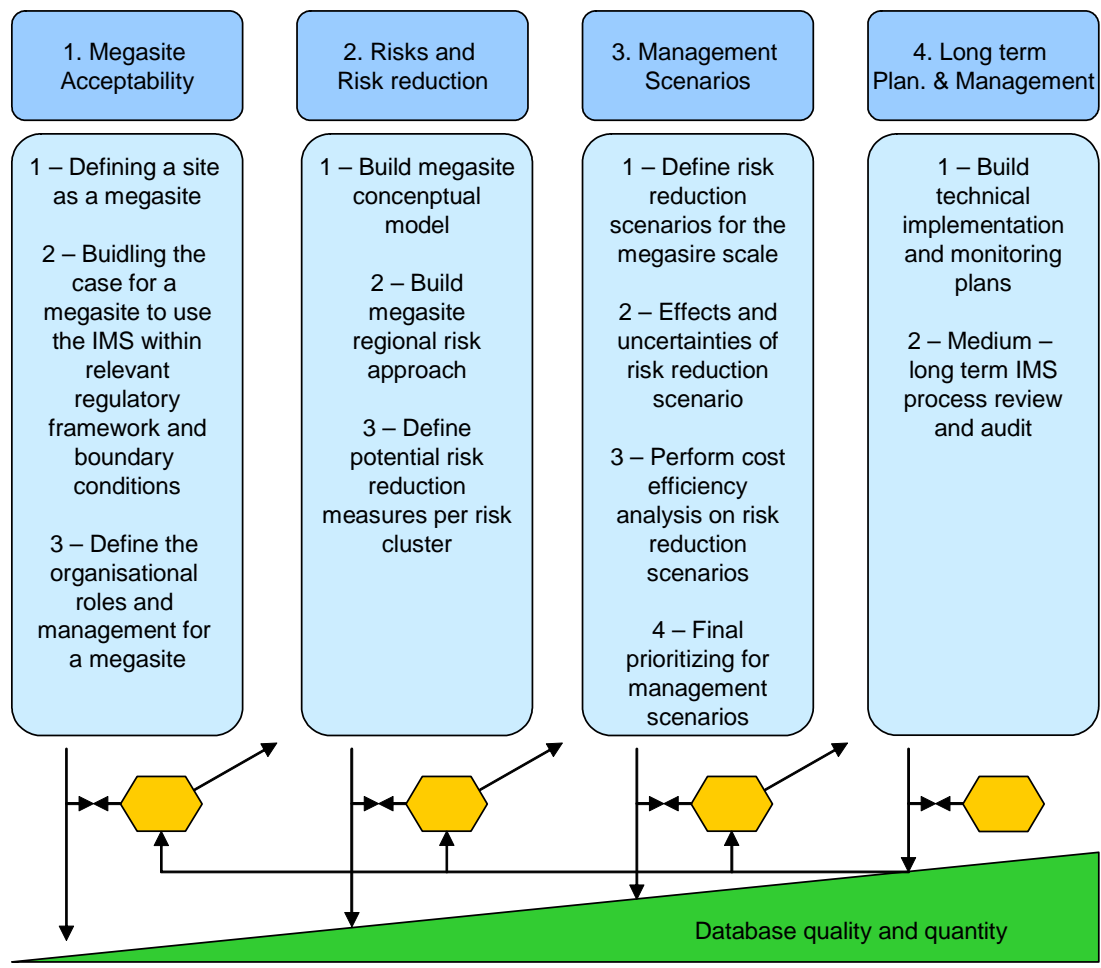 1. Megasite
Acceptability
1 – Defining a site
as a megasite
2 – Buidling the
case for a
megasite to use
the IMS within
relevant
regulatory
framework and
boundary
conditions
3 – Define the
organisational
roles and
management for
a megasite
2. Risks and
Risk reduction
1 – Build megasite
concenptual
model
2 – Build
megasite
regional risk
approach
3 – Define
potential risk
reduction
measures per risk
cluster
3. Management
Scenarios
1 – Define risk
reduction
scenarios for the
megasire scale
2 – Effects and
uncertainties of
risk reduction
scenario
3 – Perform cost
efficiency
analysis on risk
reduction
scenarios
4 – Final
prioritizing for
management
scenarios
4. Long term
Plan. & Management
1 – Build
technical
implementation
and monitoring
plans
2 – Medium –
long term IMS
process review
and audit
Database quality and quantity